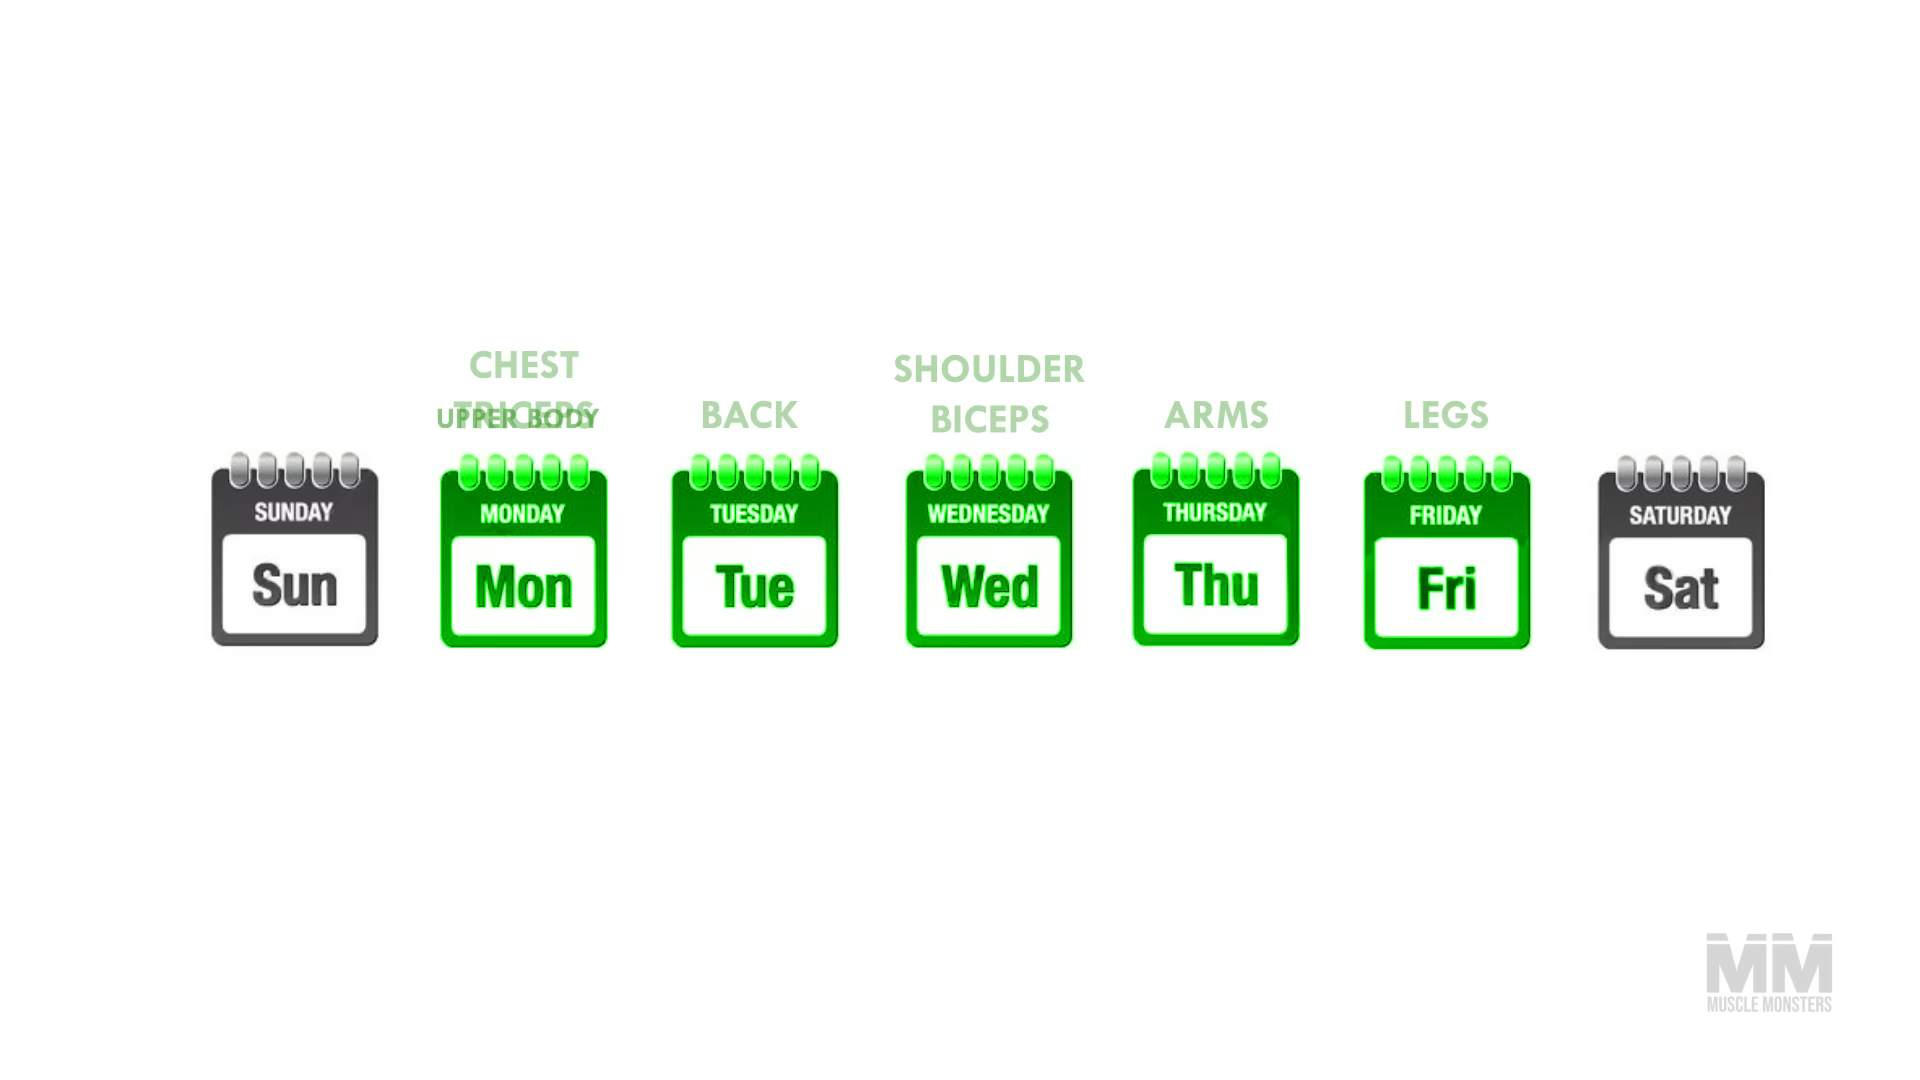 CHEST
TRICEPS
UPPER BODY
BACK
SHOULDER
BICEPS
ARMS
LEGS
SUNDAY
Sun
MONDAY
Mon
TUESDAY
Tue
WEDNESDAY
Wed
THURSDAY
Thu
FRIDAY
Fri
SATURDAY
Sat
MM
MUSCLE MONSTERS